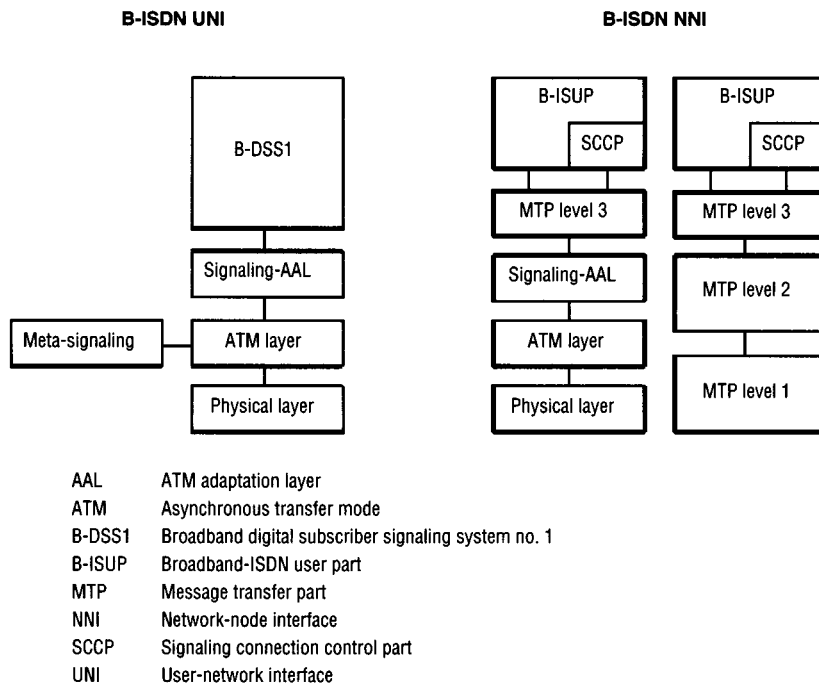 B-ISDN UNI
B-ISDN NNI
B-DSS1
Signaling-AAL
Meta-signaling
ATM layer
Physical layer
B-ISUP
SCCP
MTP level 3
Signaling-AAL
ATM layer
Physical layer
B-ISUP
SCCP
MTP level 3
MTP level 2
MTP level 1
AAL ATM adaptation layer
ATM Asynchronous transfer mode
B-DSS1 Broadband digital subscriber signaling system no. 1
B-ISUP Broadband-ISDN user part
MTP Message transfer part
NNI Network-node interface
SCCP Signaling connection control part
UNI User-network interface